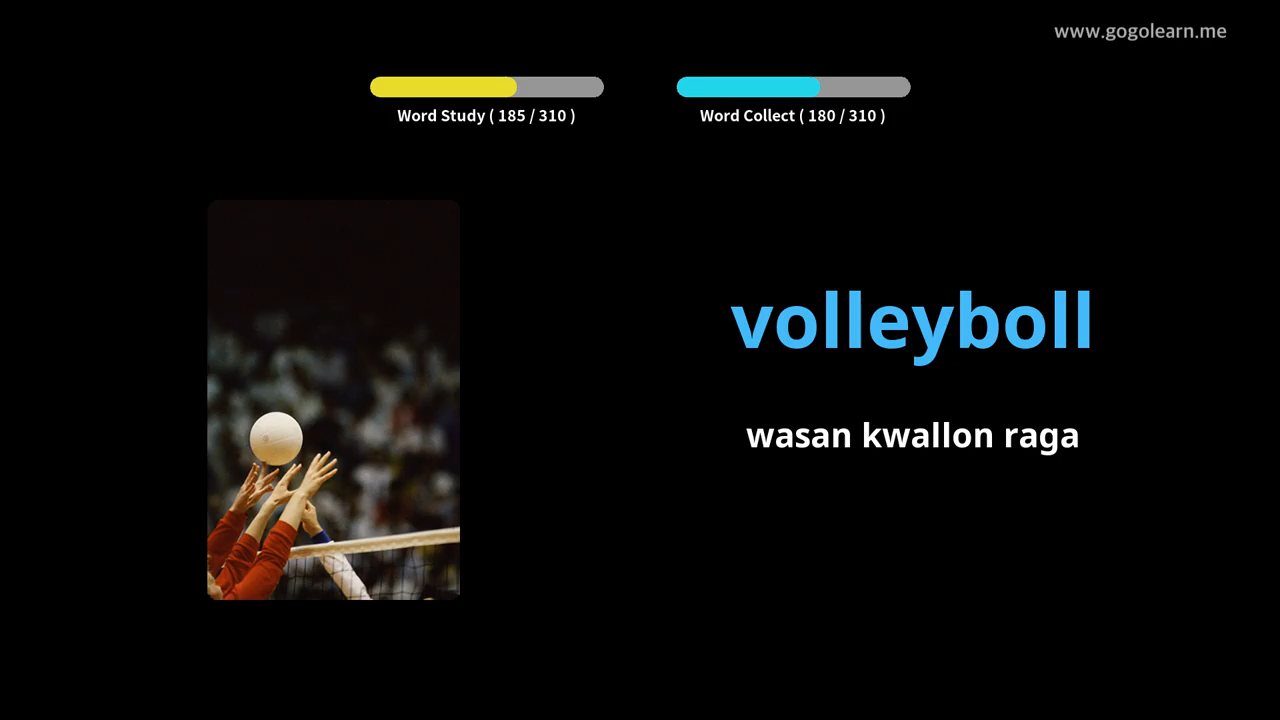 www.gogolearn.me
Word Study ( 185 / 310 )
Word Collect ( 180 / 310 )
volleyboll
wasan kwallon raga